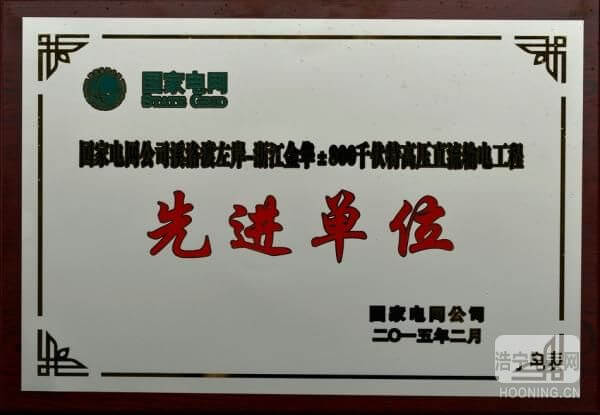 国家电网
STATE GRID
国家电网公司溪洛渡左岸-浙江金华±800千伏特高压直流输电工程
先进单位
国家电网公司
二〇一五年二月
浩宁电表网
HOONING.CN